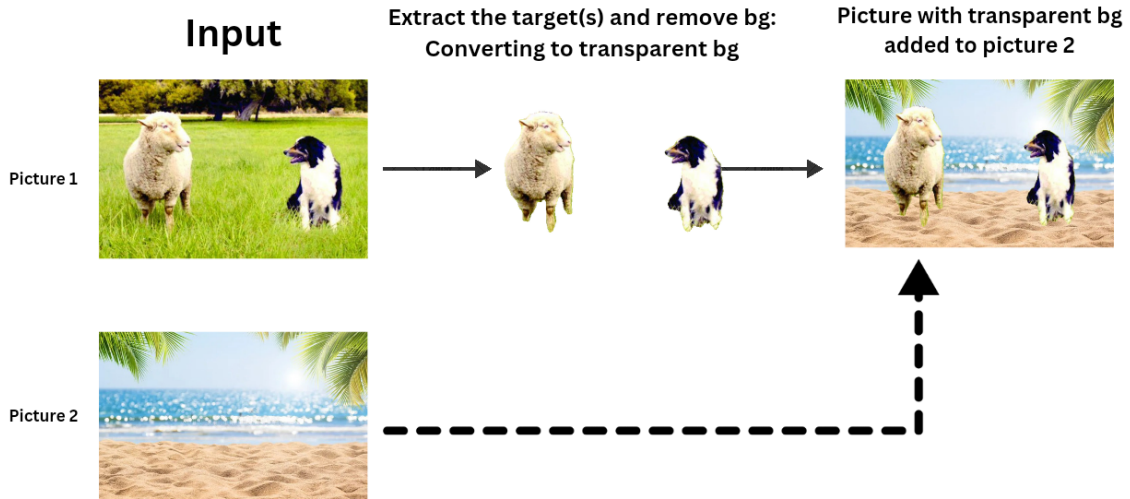 Input
Extract the target(s) and remove bg:
Converting to transparent bg
Picture with transparent bg
added to picture 2
Picture 1
Picture 2